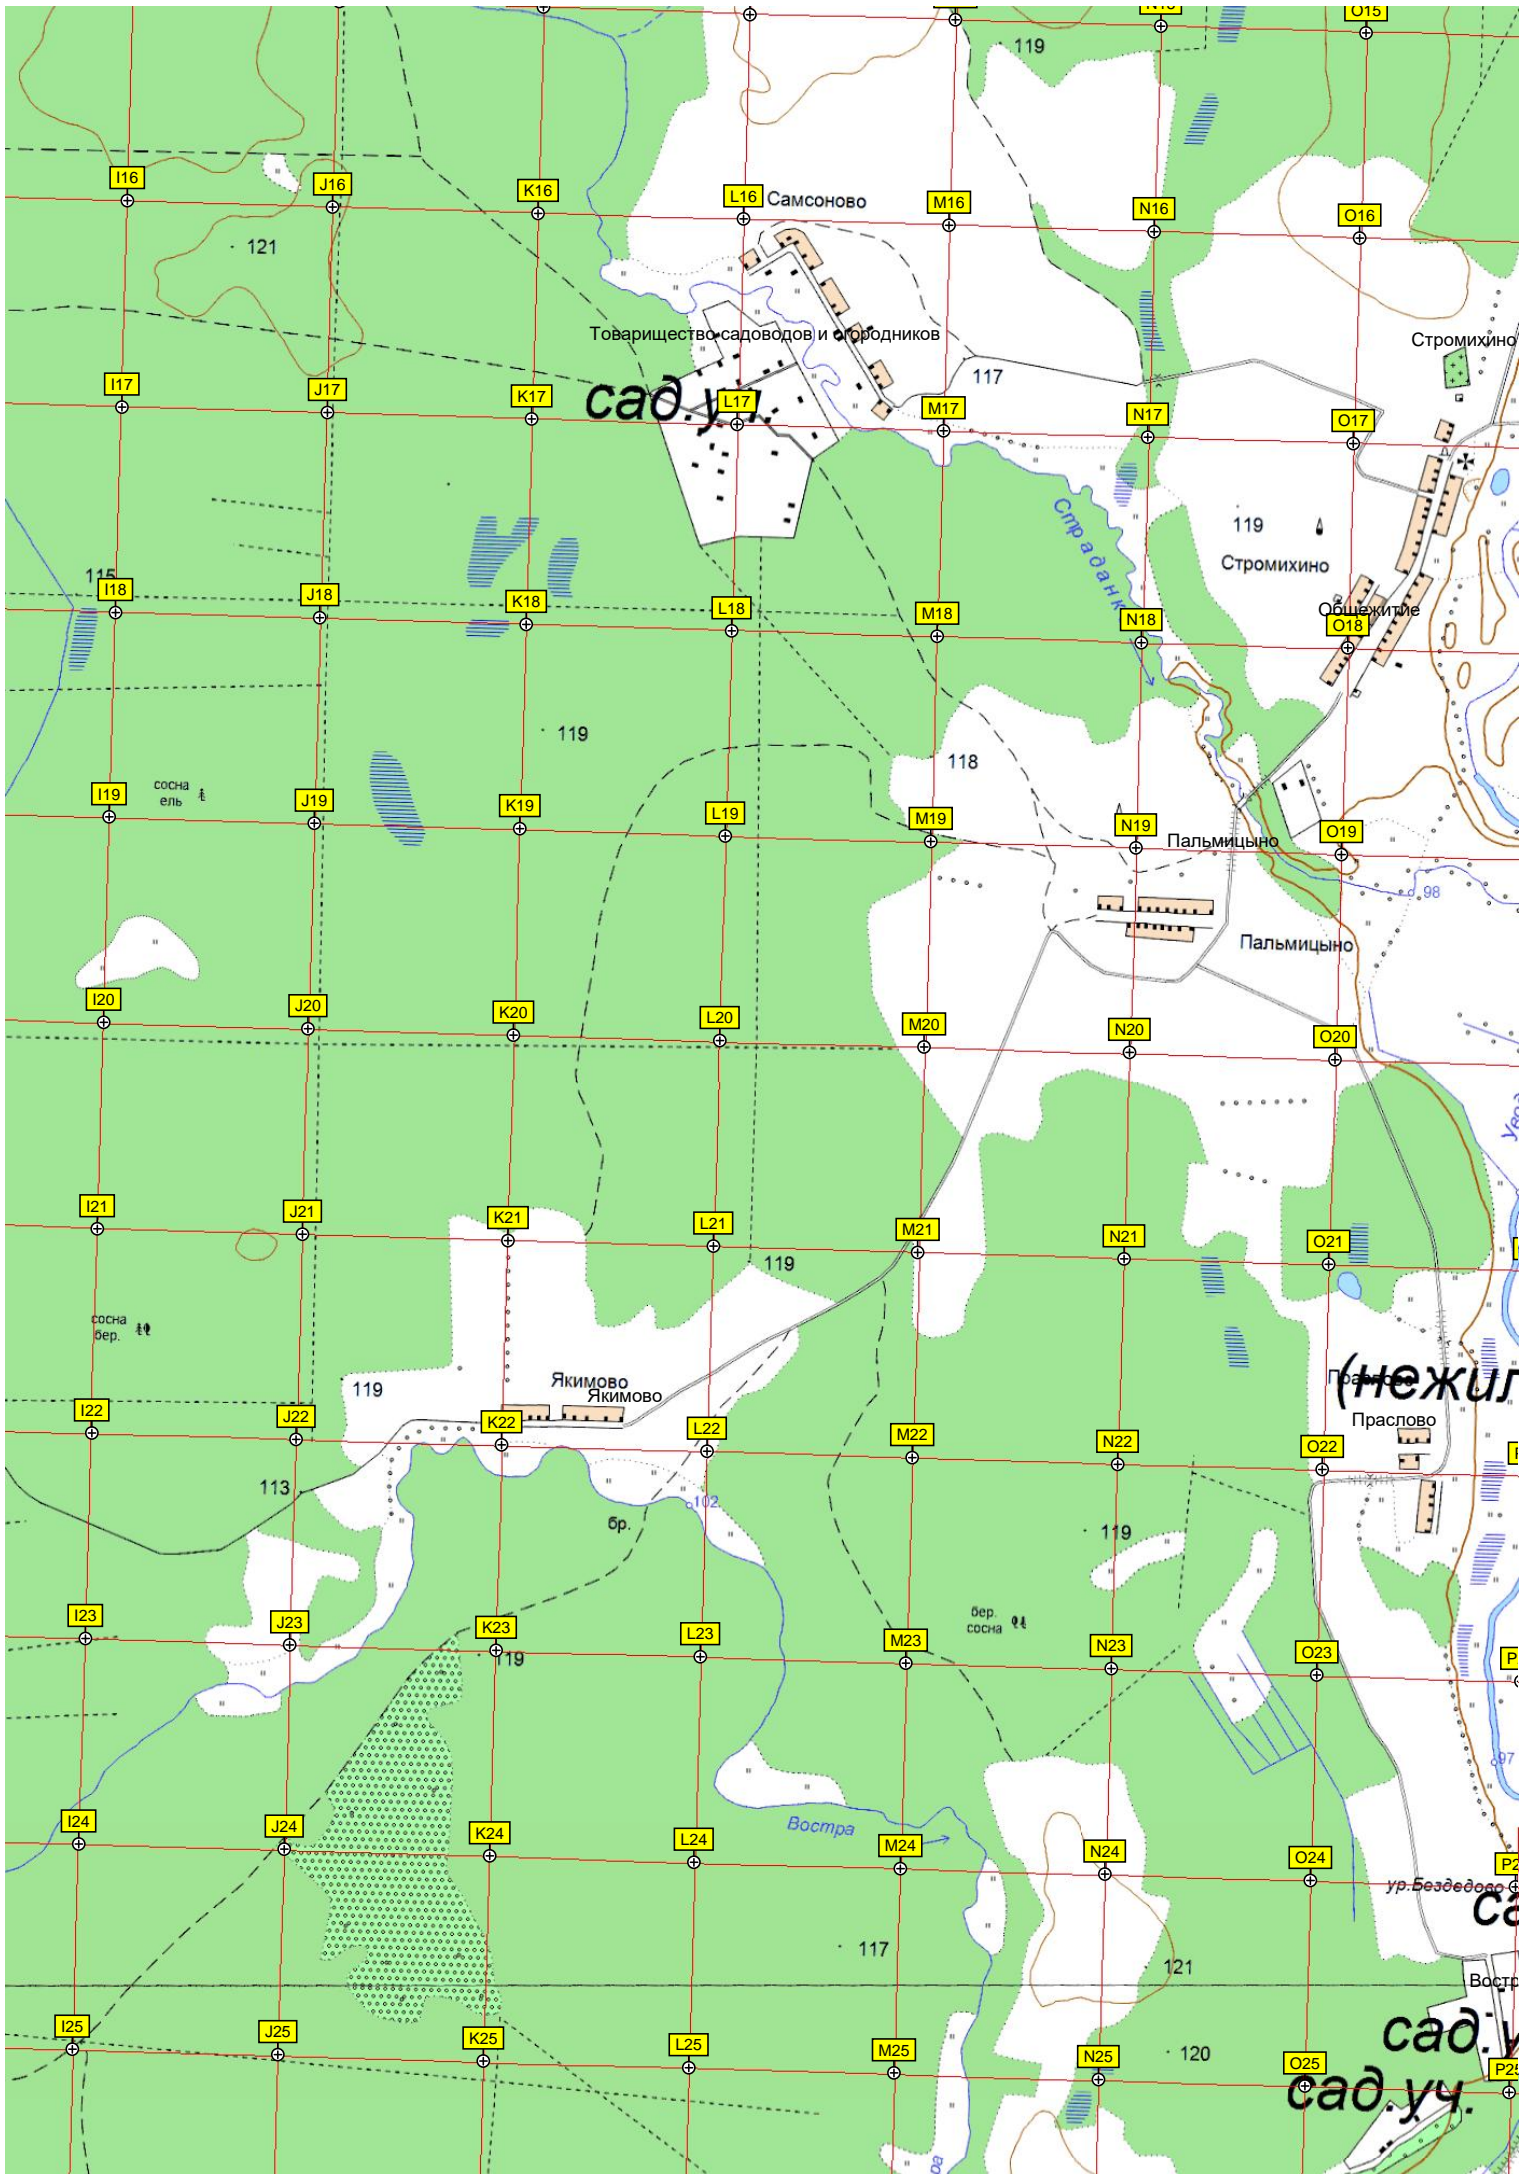 O15
119
I16
J16
K16
L16
Самсоново
M16
N16
O16
121
Товарищество садоводов и огородников
Стромихино
117
I17
J17
K17
сад.уч.
L17
M17
N17
O17
119
Стромихино
115
I18
J18
K18
L18
M18
N18
Общежитие
O18
119
118
сосна
ель
I19
J19
K19
L19
M19
N19
Пальмицыно
O19
98
Пальмицыно
I20
J20
K20
L20
M20
N20
O20
I21
J21
K21
L21
M21
N21
O21
119
сосна
бер.
119
Якимово
Якимово
Праслово
(нежил
Праслово
I22
J22
K22
L22
M22
N22
O22
113
102
бр.
119
бер.
сосна
I23
J23
K23
L23
M23
N23
O23
119
97
Востра
I24
J24
K24
L24
M24
N24
O24
ур.Бездедово
117
121
I25
J25
K25
L25
M25
N25
120
O25
P25
сад.у
сад.уч.